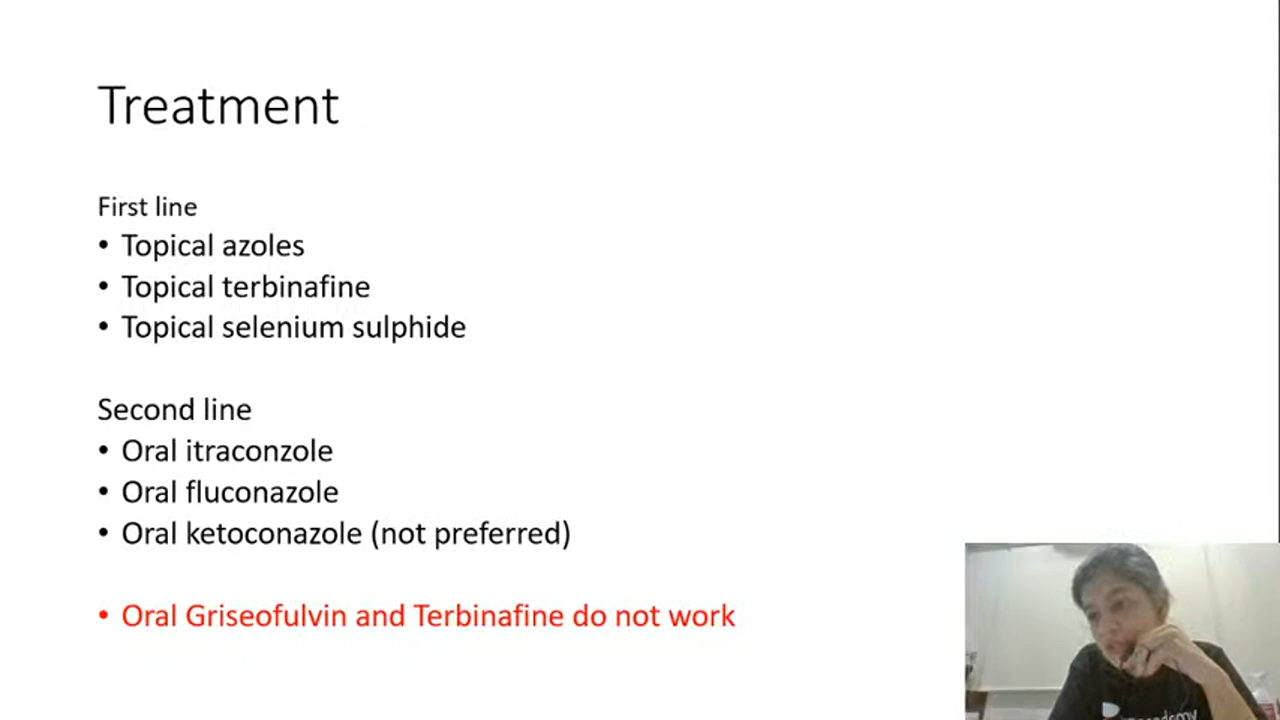 Treatment
First line
• Topical azoles
• Topical terbinafine
• Topical selenium sulphide
Second line
• Oral itraconzole
• Oral fluconazole
• Oral ketoconazole (not preferred)
• Oral Griseofulvin and Terbinafine do not work